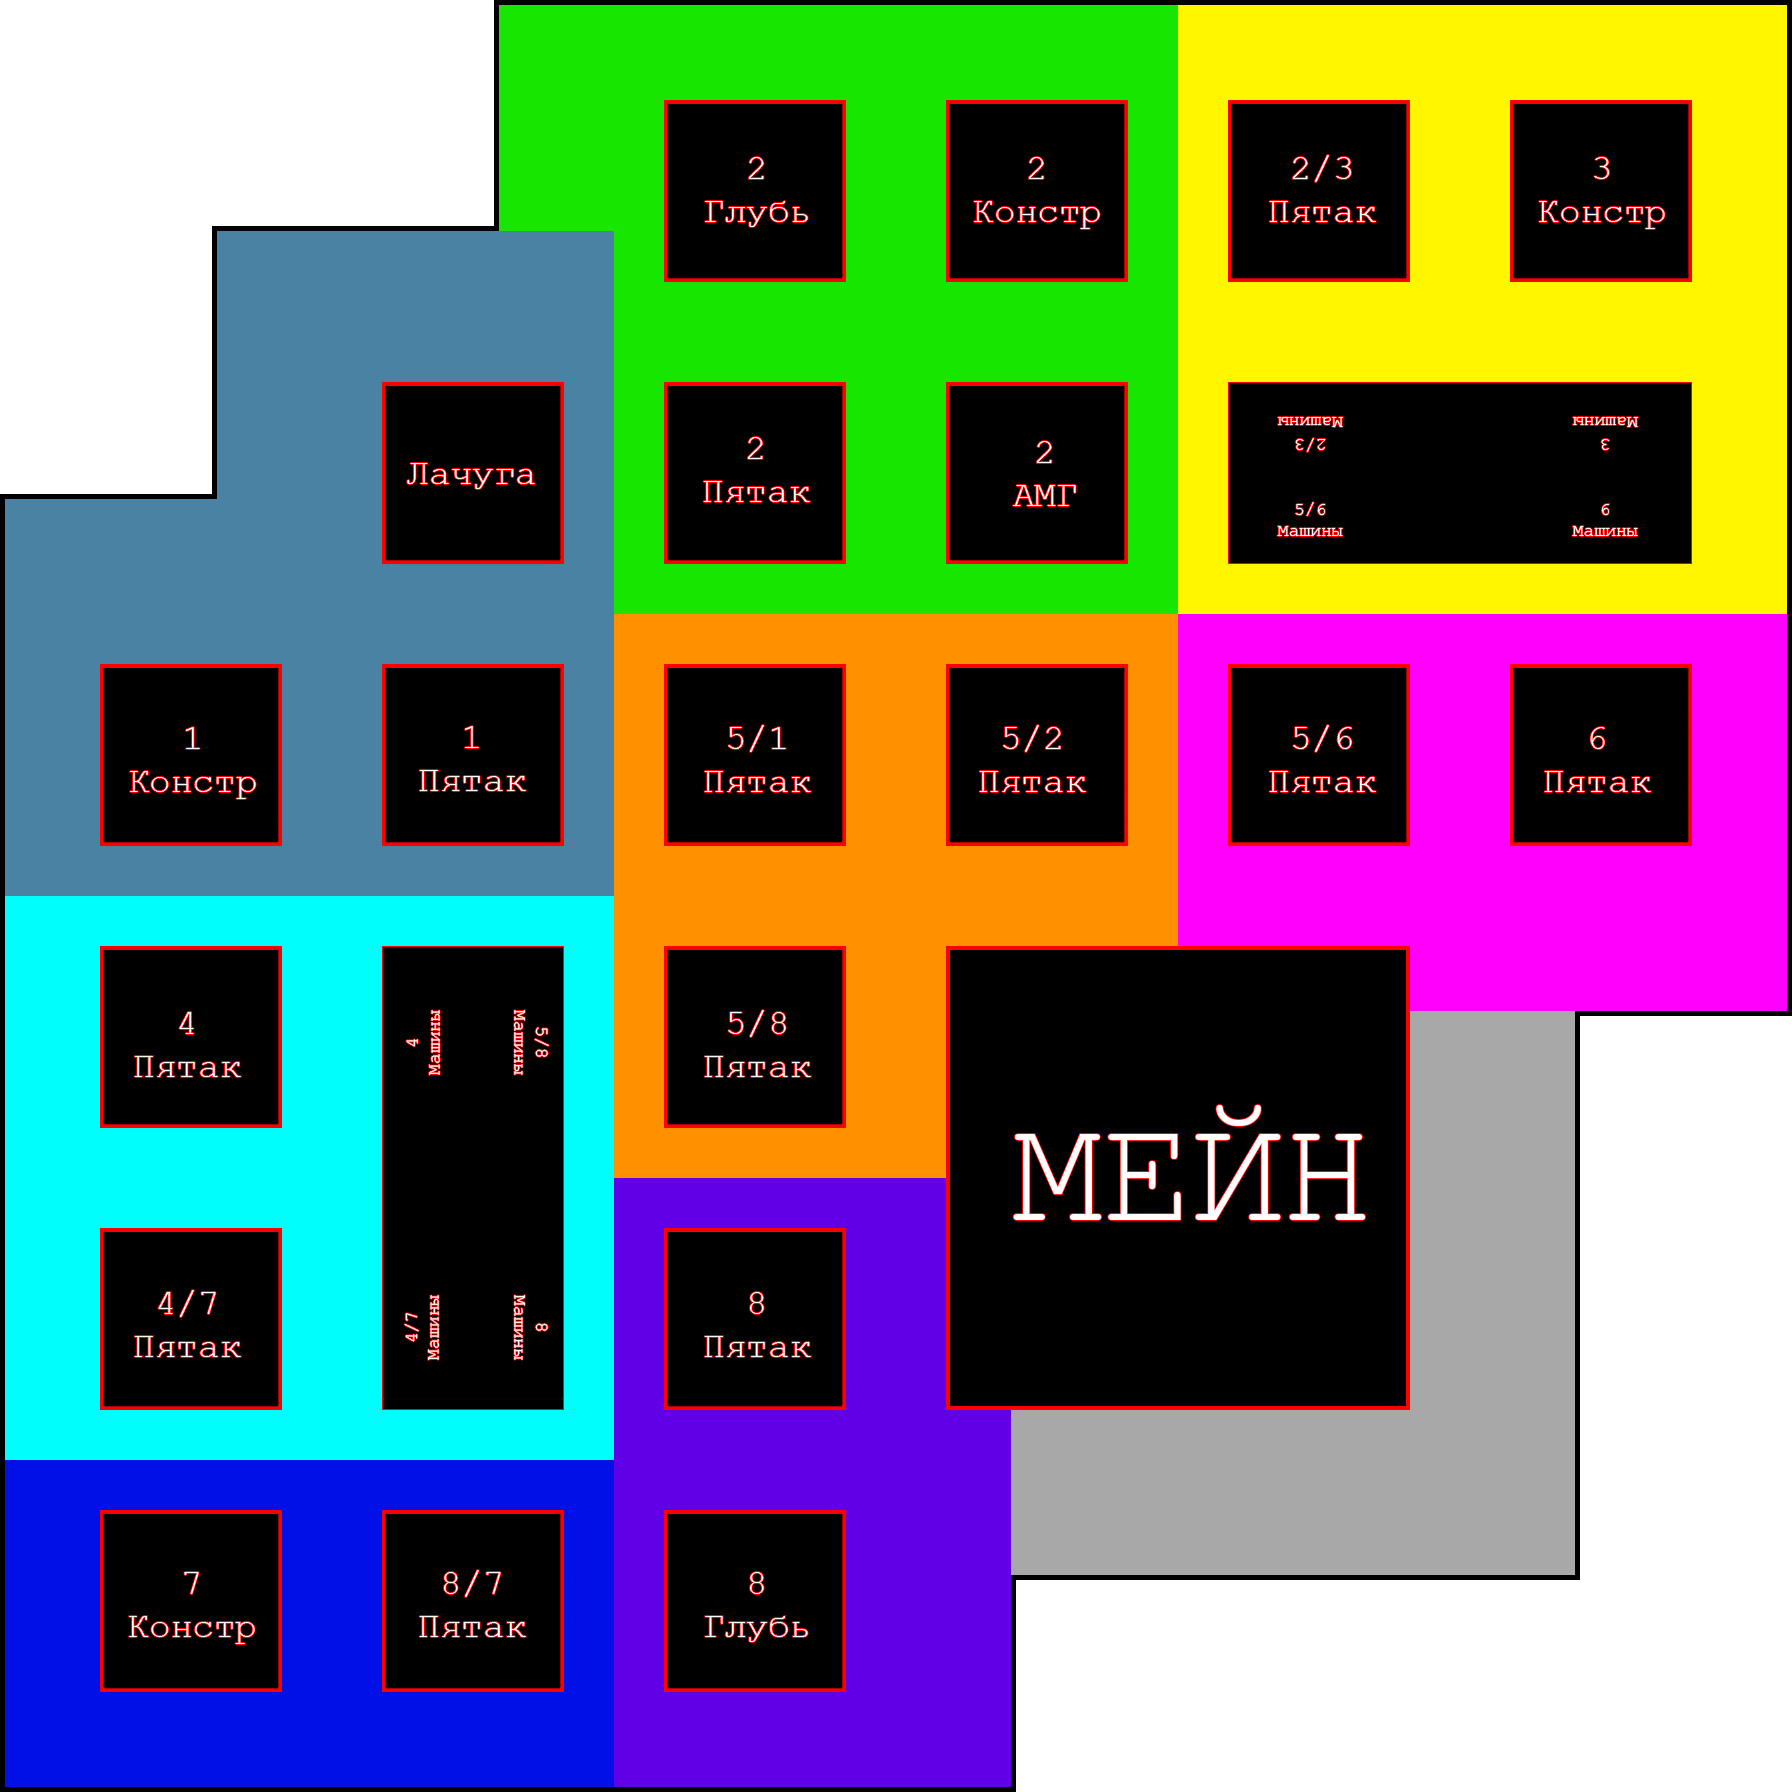 2
Глубь
2
Констр
2/3
Пятак
3
Констр
Лачуга
2
Пятак
2
АМГ
Машины
2/3
Машины
3
5/6
Машины
6
Машины
1
Констр
1
Пятак
5/1
Пятак
5/2
Пятак
5/6
Пятак
6
Пятак
4
Пятак
4
Машины
5/8
Машины
5/8
Пятак
МЕЙН
4/7
Пятак
4/7
Машины
8
Машины
8
Пятак
7
Констр
8/7
Пятак
8
Глубь